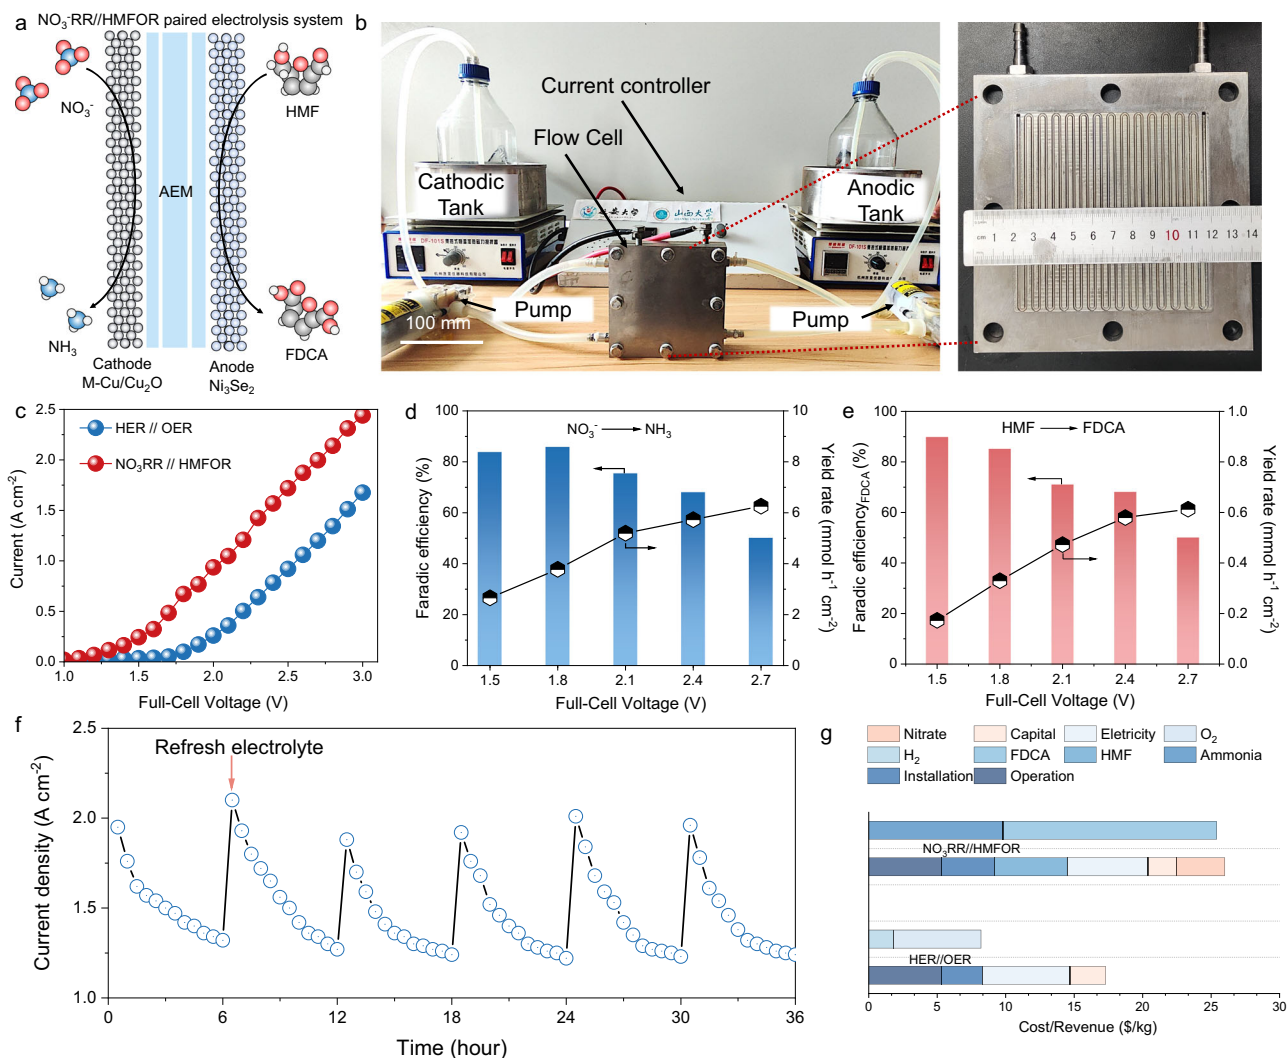 a
NO₃⁻RR//HMFOR paired electrolysis system
NO₃⁻
HMF
AEM
NH₃
FDCA
Cathode
M-Cu/Cu₂O
Anode
Ni₃Se₂
b
Current controller
Flow Cell
Cathodic
Tank
Anodic
Tank
山西大学
DF-101S
DF-101S
Pump
Pump
100 mm
cm 1 2 3 4 5 6 7 8 9 10 11 12 13 14
c
HER // OER
NO₃RR // HMFOR
Current (A cm⁻²)
2.5
2.0
1.5
1.0
0.5
0.0
1.0 1.5 2.0 2.5 3.0
Full-Cell Voltage (V)
d
NO₃⁻ NH₃
Faradic efficiency (%)
100
80
60
40
20
0
10
8
6
4
2
0
Yield rate (mmol h⁻¹ cm⁻²)
1.5 1.8 2.1 2.4 2.7
Full-Cell Voltage (V)
e
HMF FDCA
Faradic efficiency_FDCA (%)
100
80
60
40
20
0
1.0
0.8
0.6
0.4
0.2
0.0
Yield rate (mmol h⁻¹ cm⁻²)
1.5 1.8 2.1 2.4 2.7
Full-Cell Voltage (V)
f
Refresh electrolyte
Current density (A cm⁻²)
2.5
2.0
1.5
1.0
0 6 12 18 24 30 36
Time (hour)
g
Nitrate Capital Eletricity O₂
H₂ FDCA HMF Ammonia
Installation Operation
NO₃RR//HMFOR
HER//OER
0 5 10 15 20 25 30
Cost/Revenue ($/kg)